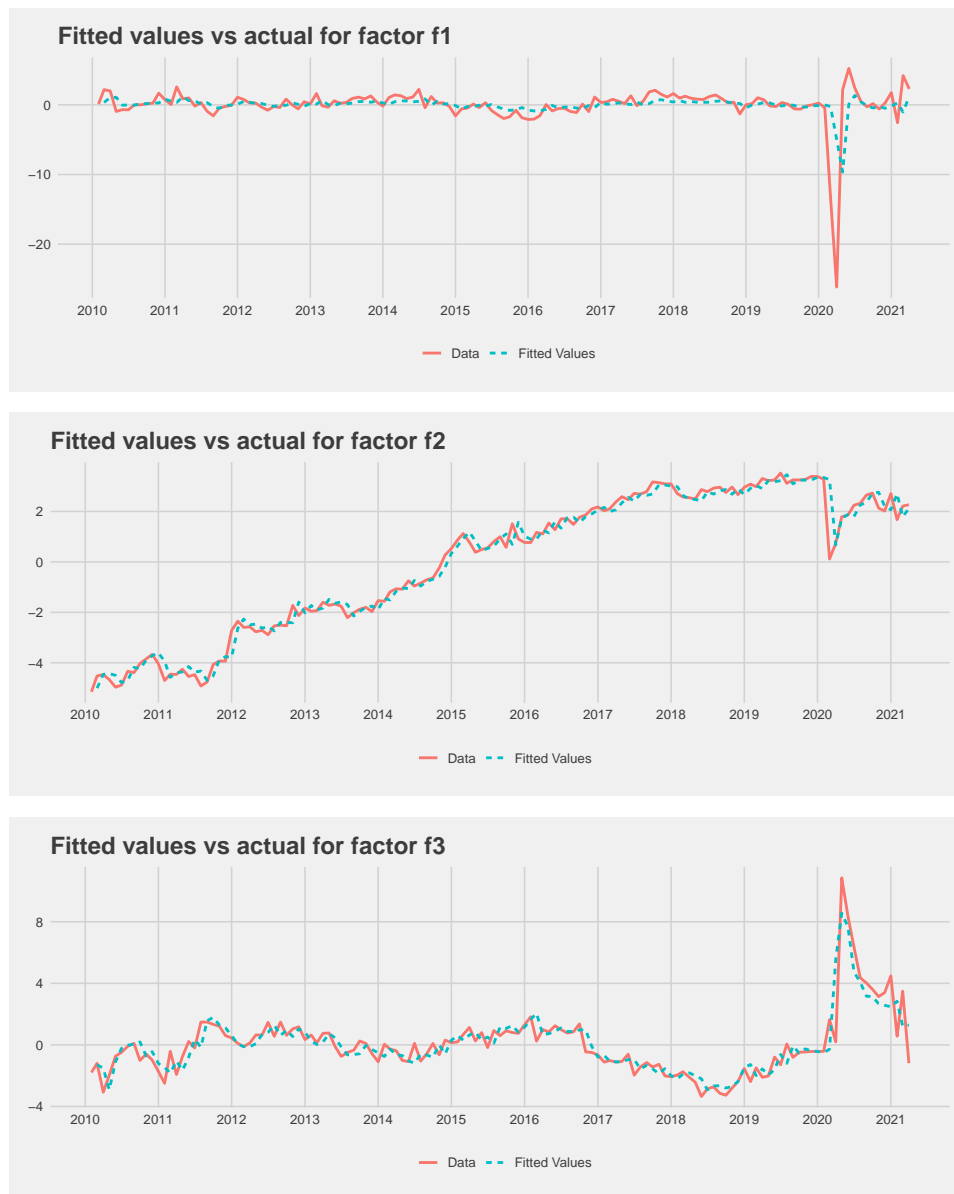 Fitted values vs actual for factor f1
0
−10
−20
2010 2011 2012 2013 2014 2015 2016 2017 2018 2019 2020 2021
Data Fitted Values
Fitted values vs actual for factor f2
2
0
−2
−4
2010 2011 2012 2013 2014 2015 2016 2017 2018 2019 2020 2021
Data Fitted Values
Fitted values vs actual for factor f3
8
4
0
−4
2010 2011 2012 2013 2014 2015 2016 2017 2018 2019 2020 2021
Data Fitted Values